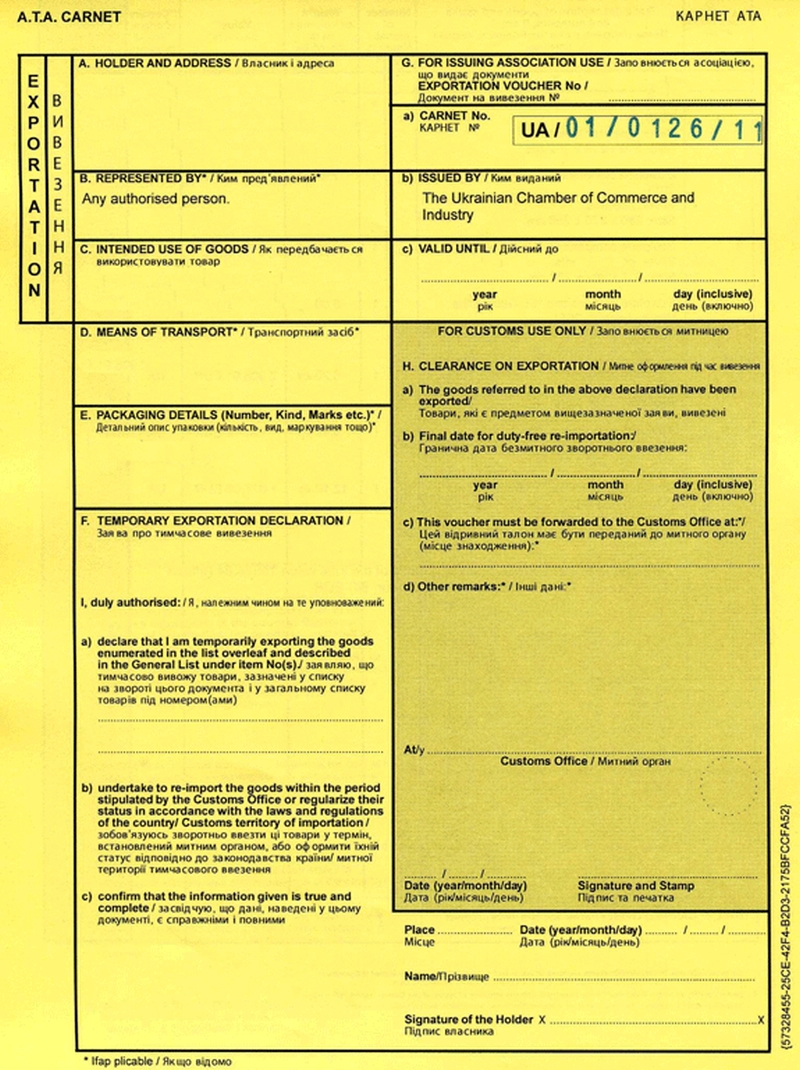 A.T.A. CARNET
КАРНЕТ АТА
EXPORTATION
ВИВЕЗЕННЯ
A. HOLDER AND ADDRESS / Власник і адреса
G. FOR ISSUING ASSOCIATION USE / Заповнюється асоціацією,
що видає документи
EXPORTATION VOUCHER No /
Документ на вивезення №
a) CARNET No.
КАРНЕТ №
UA/01/0126/11
B. REPRESENTED BY* / Ким пред'явлений*
Any authorised person.
b) ISSUED BY / Ким виданий
The Ukrainian Chamber of Commerce and
Industry
C. INTENDED USE OF GOODS / Як передбачається
використовувати товар
c) VALID UNTIL / Дійсний до
/ /
year month day (inclusive)
рік місяць день (включно)
D. MEANS OF TRANSPORT* / Транспортний засіб*
FOR CUSTOMS USE ONLY / Заповнюється митницею
H. CLEARANCE ON EXPORTATION / Митне оформлення під час вивезення
a) The goods referred to in the above declaration have been
exported/
Товари, які є предметом вищезазначеної заяви, вивезені
E. PACKAGING DETAILS (Number, Kind, Marks etc.)* /
Детальний опис упаковки (кількість, вид, маркування тощо)*
b) Final date for duty-free re-importation:/
Гранична дата безмитного зворотнього ввезення:
/ /
year month day (inclusive)
рік місяць день (включно)
F. TEMPORARY EXPORTATION DECLARATION /
Заява про тимчасове вивезення
c) This voucher must be forwarded to the Customs Office at:*/
Цей відривний талон має бути переданий до митного органу
(місце знаходження):*
d) Other remarks:* / Інші дані:*
I, duly authorised: / Я, належним чином на те уповноважений:
a) declare that I am temporarily exporting the goods
enumerated in the list overleaf and described
in the General List under item No(s)./ заявляю, що
тимчасово вивожу товари, зазначені у списку
на звороті цього документа і у загальному списку
товарів під номером(ами)
At/у
Customs Office / Митний орган
b) undertake to re-import the goods within the period
stipulated by the Customs Office or regularize their
status in accordance with the laws and regulations
of the country/ Customs territory of importation /
зобов'язуюсь зворотньо ввезти ці товари у термін,
встановлений митним органом, або оформити їхній
статус відповідно до законодавства країни/ митної
території тимчасового ввезення
/ /
Date (year/month/day) Signature and Stamp
Дата (рік/місяць/день) Підпис та печатка
c) confirm that the information given is true and
complete / засвідчую, що дані, наведені у цьому
документі, є справжніми і повними
Place Date (year/month/day) / /
Місце Дата (рік/місяць/день)
Name/Прізвище
Signature of the Holder X X
Підпис власника
* Ifap plicable / Якщо відомо
{57328455-25CE-42F4-B2D3-2175BFCCFA52}